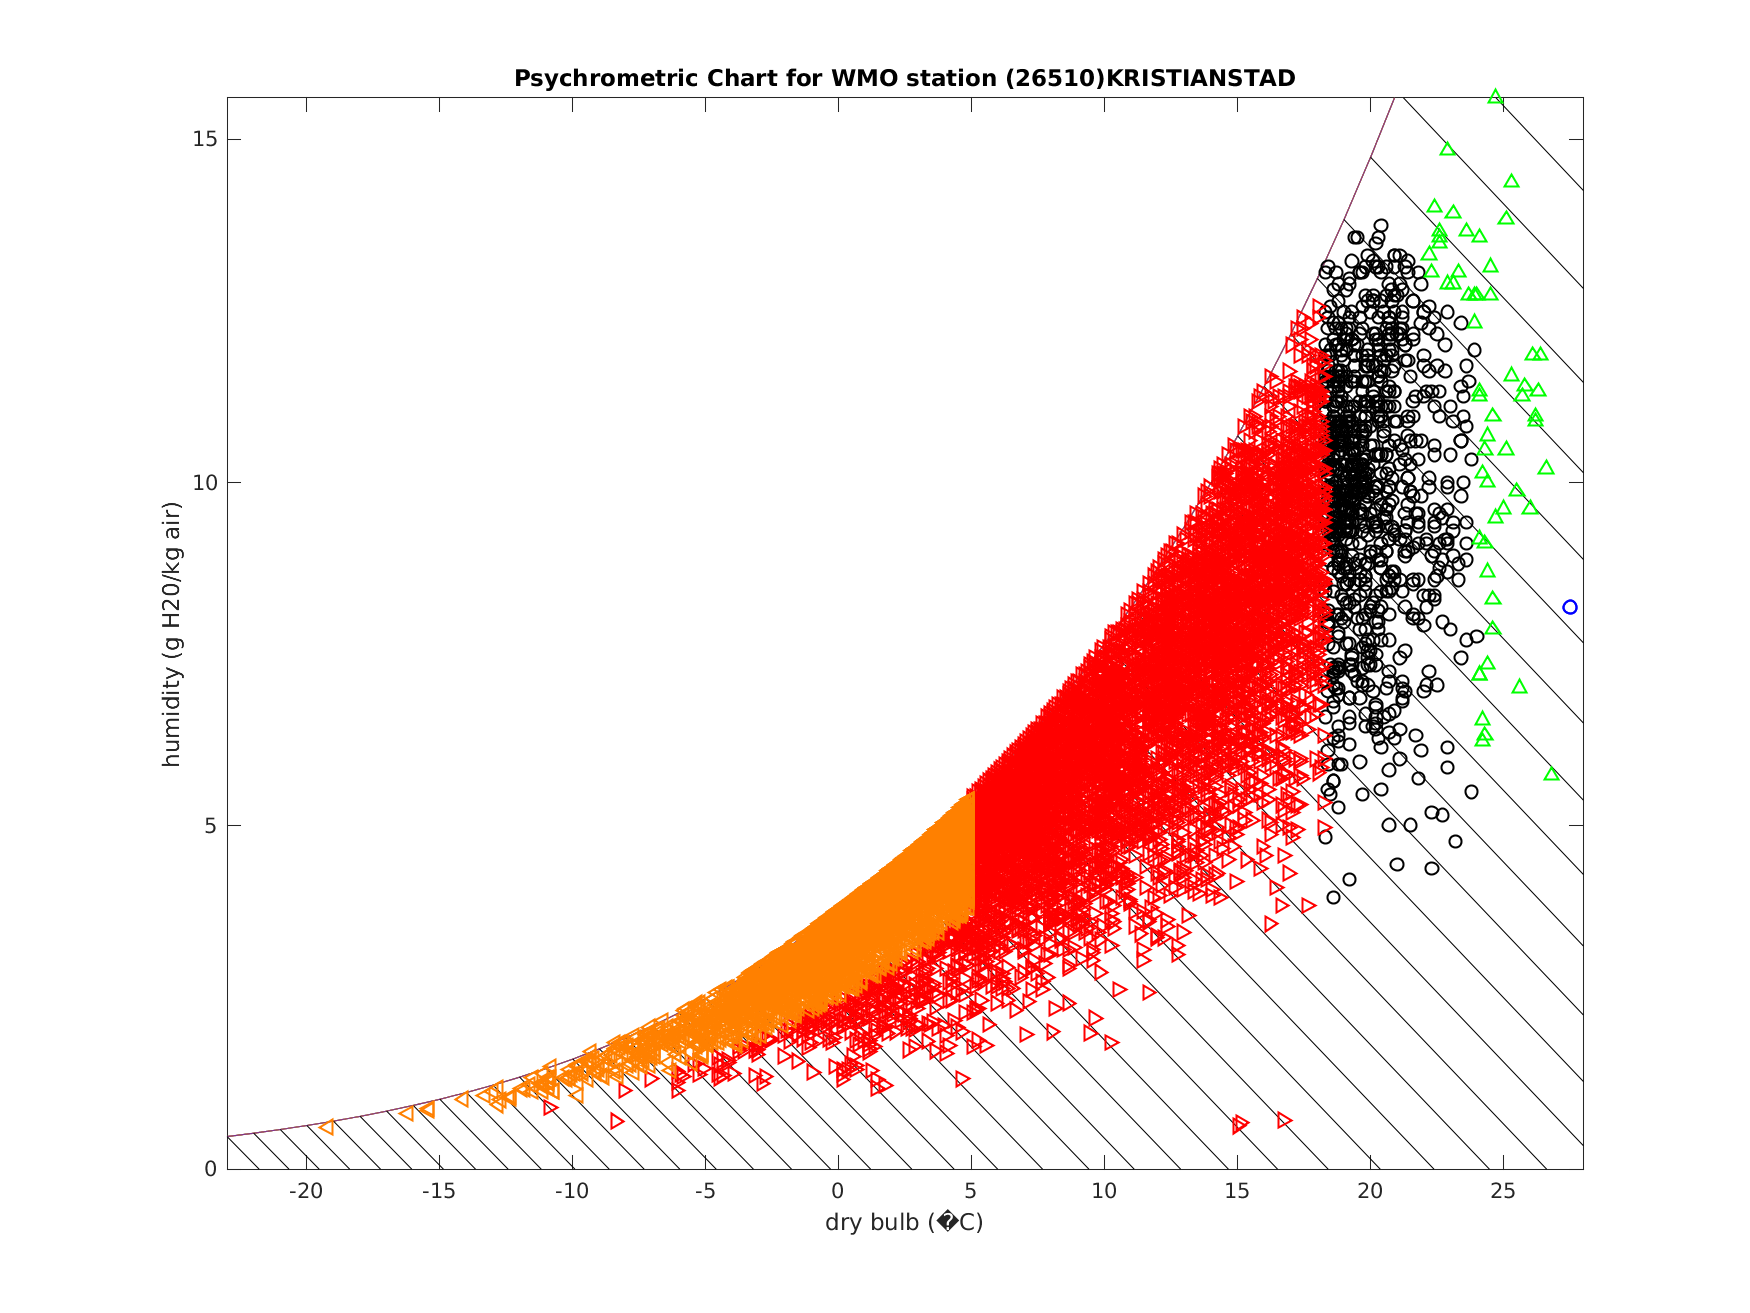 Psychrometric Chart for WMO station (26510)KRISTIANSTAD
15
10
5
0
humidity (g H20/kg air)
-20 -15 -10 -5 0 5 10 15 20 25
dry bulb (�C)